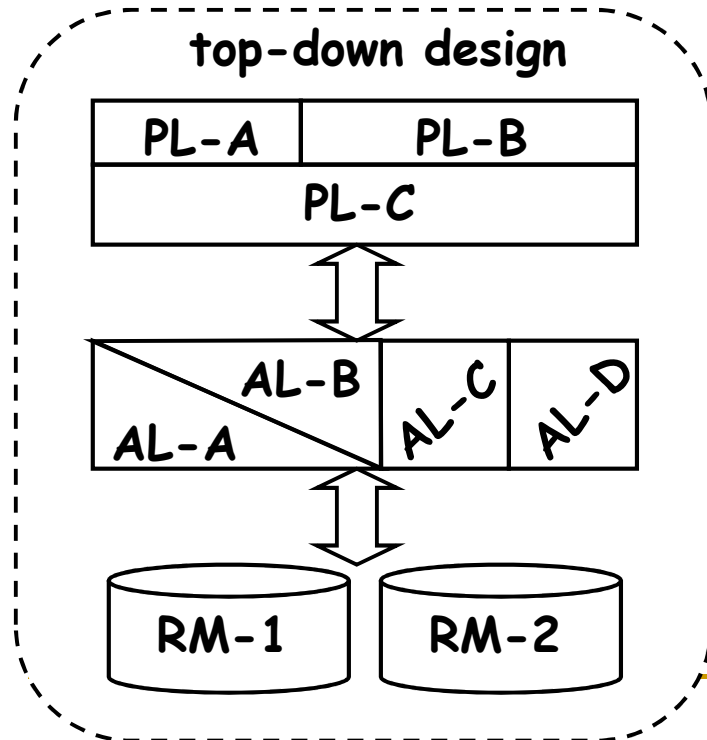 top-down design
PL-A PL-B
PL-C
AL-B
AL-A
AL-C
AL-D
RM-1 RM-2